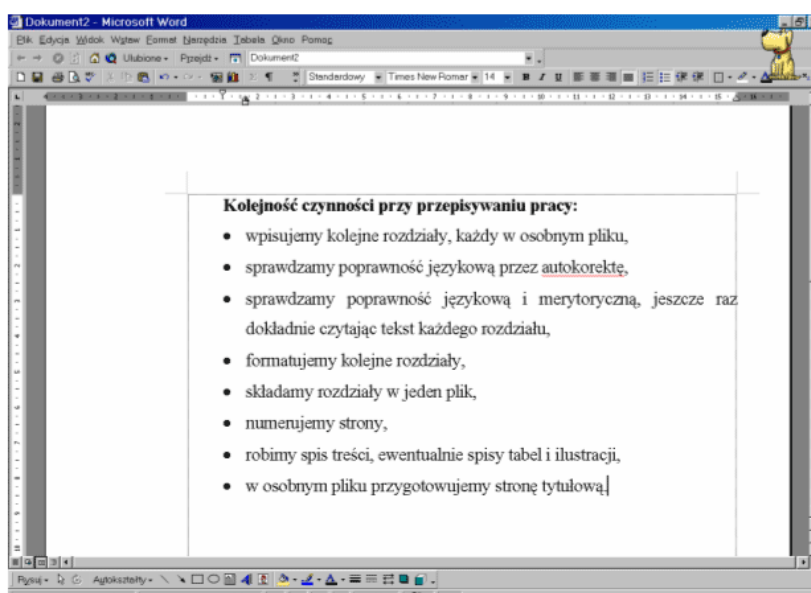 Dokument2 - Microsoft Word
Plik Edycja Widok Wstaw Format Narzędzia Tabela Okno Pomoc
Ulubione Przejdź Dokument2
Standardowy Times New Roman 14 B I U
Kolejność czynności przy przepisywaniu pracy:
• wpisujemy kolejne rozdziały, każdy w osobnym pliku,
• sprawdzamy poprawność językową przez autokorektę,
• sprawdzamy poprawność językową i merytoryczną, jeszcze raz
dokładnie czytając tekst każdego rozdziału,
• formatujemy kolejne rozdziały,
• składamy rozdziały w jeden plik,
• numerujemy strony,
• robimy spis treści, ewentualnie spisy tabel i ilustracji,
• w osobnym pliku przygotowujemy stronę tytułową.
Rysuj Autokształty